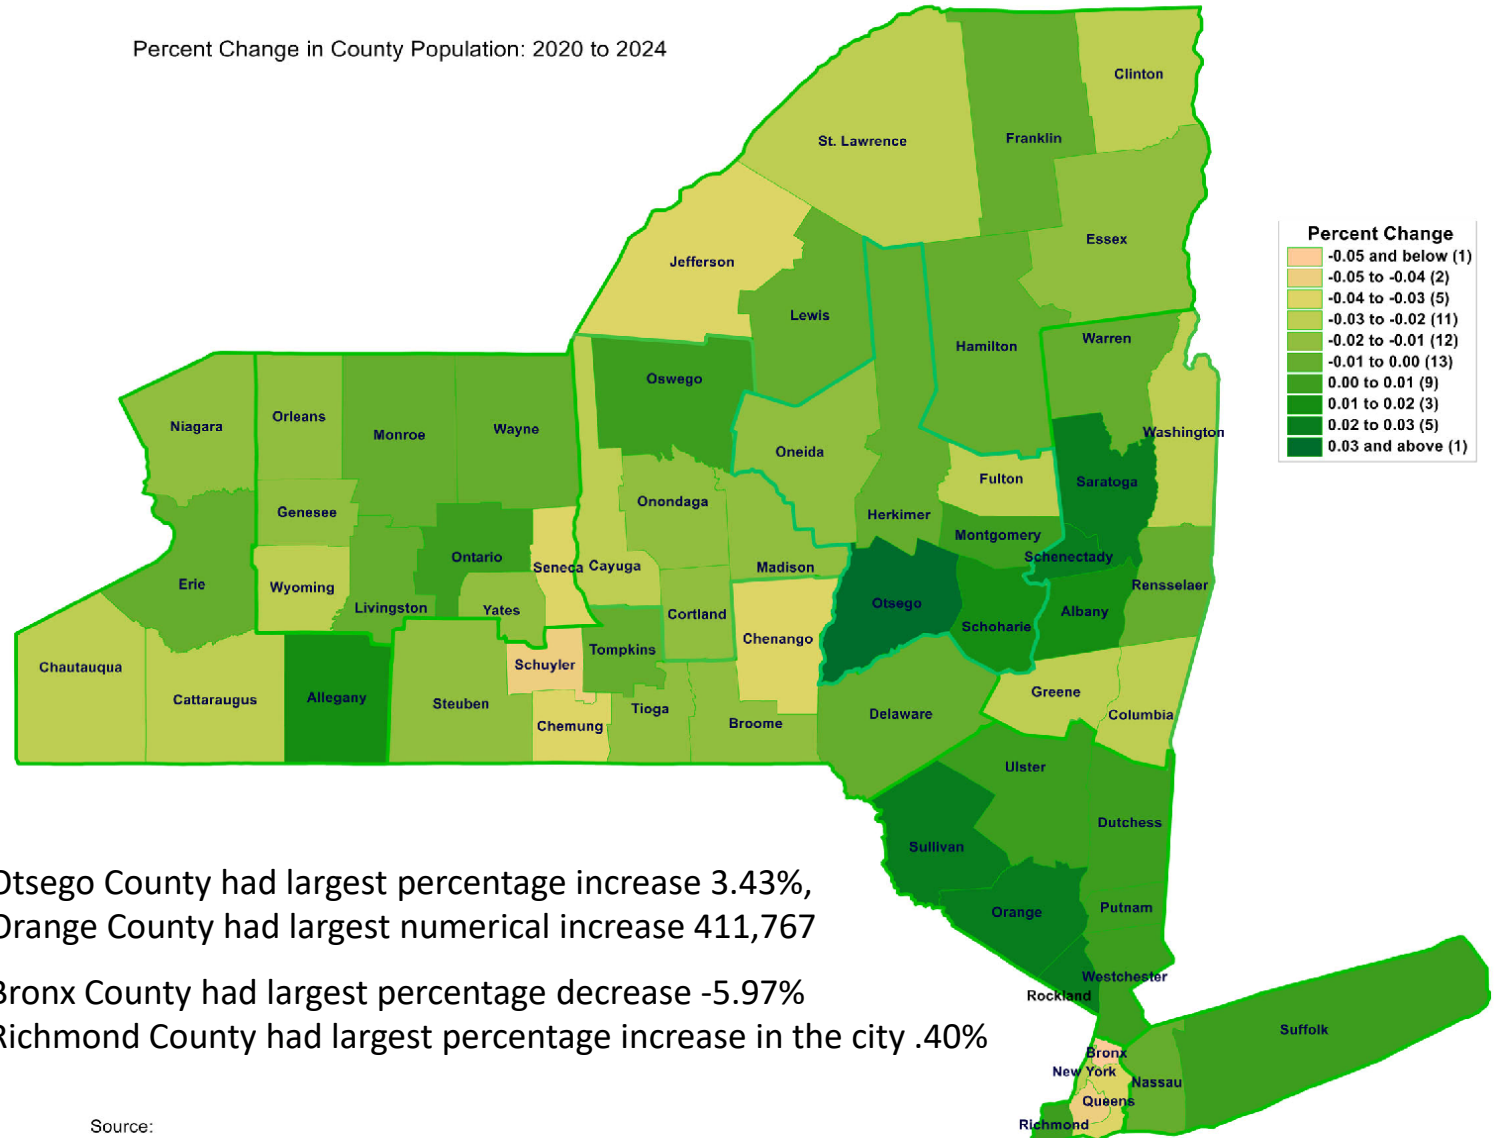 Percent Change in County Population: 2020 to 2024
Clinton
St. Lawrence
Franklin
Essex
Jefferson
Lewis
Hamilton
Warren
Percent Change
-0.05 and below (1)
-0.05 to -0.04 (2)
-0.04 to -0.03 (5)
-0.03 to -0.02 (11)
-0.02 to -0.01 (12)
-0.01 to 0.00 (13)
0.00 to 0.01 (9)
0.01 to 0.02 (3)
0.02 to 0.03 (5)
0.03 and above (1)
Oswego
Niagara
Orleans
Monroe
Wayne
Oneida
Washington
Fulton
Saratoga
Onondaga
Genesee
Herkimer
Montgomery
Ontario
Seneca
Cayuga
Madison
Schenectady
Erie
Wyoming
Livingston
Yates
Cortland
Otsego
Schoharie
Albany
Rensselaer
Chautauqua
Cattaraugus
Allegany
Steuben
Schuyler
Tompkins
Chenango
Chemung
Tioga
Broome
Delaware
Greene
Columbia
Ulster
Dutchess
Sullivan
Orange
Putnam
Otsego County had largest percentage increase 3.43%,
Orange County had largest numerical increase 411,767
Westchester
Rockland
Bronx County had largest percentage decrease -5.97%
Richmond County had largest percentage increase in the city .40%
Suffolk
Bronx
New York
Nassau
Queens
Richmond
Source: